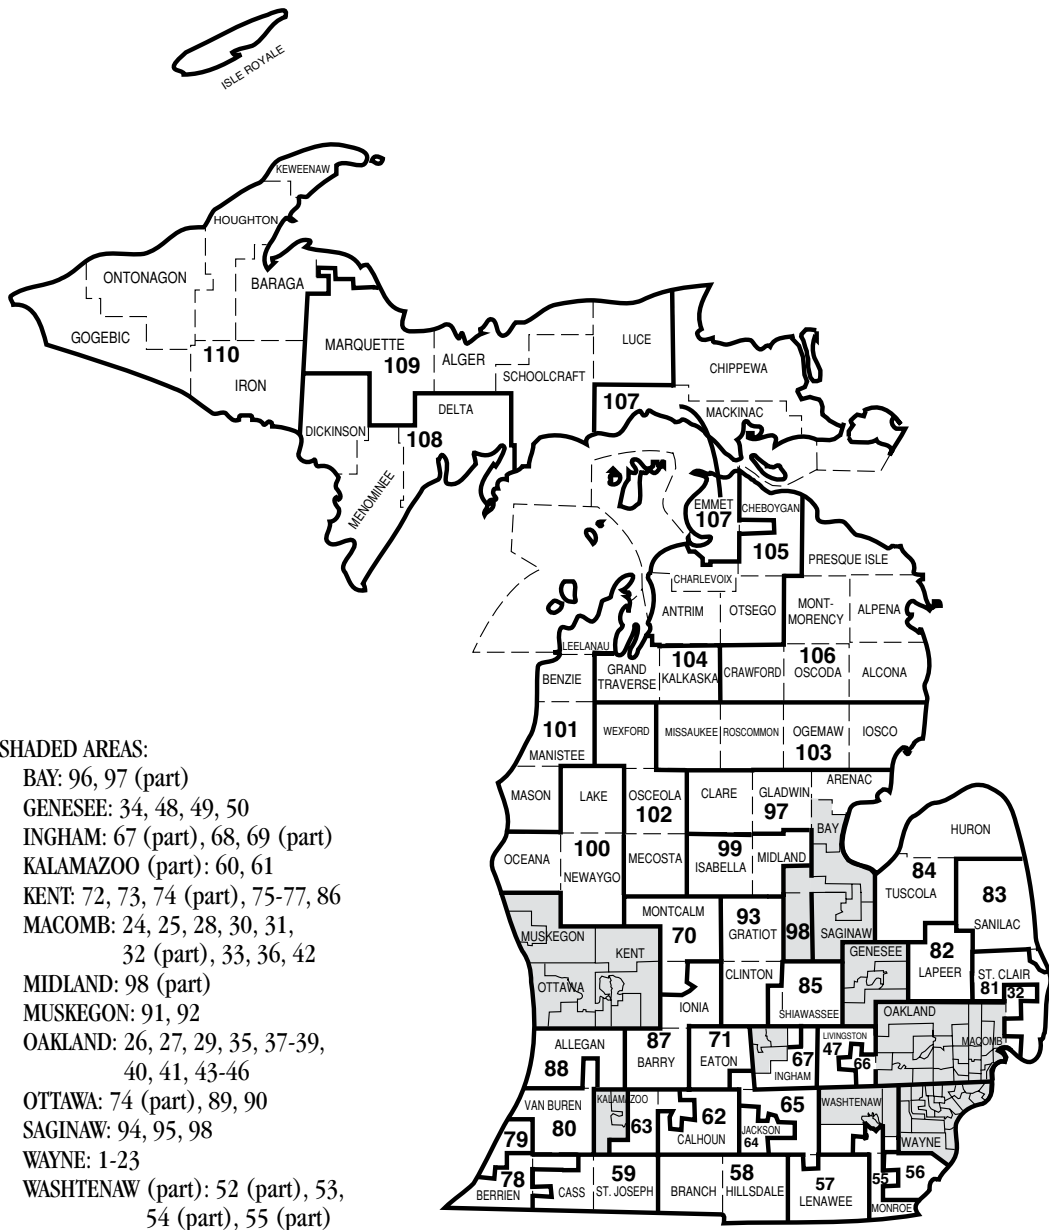 ISLE ROYALE
KEWEENAW
HOUGHTON
ONTONAGON
BARAGA
GOGEBIC
110
IRON
MARQUETTE
109
ALGER
LUCE
SCHOOLCRAFT
CHIPPEWA
DELTA
107
MACKINAC
DICKINSON
108
MENOMINEE
EMMET
107
CHEBOYGAN
105
PRESQUE ISLE
CHARLEVOIX
ANTRIM
OTSEGO
MONT-
MORENCY
ALPENA
LEELANAU
BENZIE
GRAND
TRAVERSE
104
KALKASKA
CRAWFORD
106
OSCODA
ALCONA
101
MANISTEE
WEXFORD
MISSAUKEE
ROSCOMMON
OGEMAW
103
IOSCO
ARENAC
MASON
LAKE
OSCEOLA
102
CLARE
GLADWIN
97
BAY
HURON
OCEANA
100
NEWAYGO
MECOSTA
99
ISABELLA
MIDLAND
84
TUSCOLA
83
SANILAC
MONTCALM
70
93
GRATIOT
98
SAGINAW
MUSKEGON
KENT
GENESEE
82
LAPEER
ST. CLAIR
81
32
OTTAWA
IONIA
CLINTON
85
SHIAWASSEE
OAKLAND
MACOMB
ALLEGAN
88
87
BARRY
71
EATON
67
INGHAM
LIVINGSTON
47
66
VAN BUREN
80
KALAMAZOO
63
62
CALHOUN
65
JACKSON
64
WASHTENAW
WAYNE
79
78
BERRIEN
CASS
59
ST. JOSEPH
BRANCH
58
HILLSDALE
57
LENAWEE
55
56
MONROE
SHADED AREAS:
BAY: 96, 97 (part)
GENESEE: 34, 48, 49, 50
INGHAM: 67 (part), 68, 69 (part)
KALAMAZOO (part): 60, 61
KENT: 72, 73, 74 (part), 75-77, 86
MACOMB: 24, 25, 28, 30, 31,
32 (part), 33, 36, 42
MIDLAND: 98 (part)
MUSKEGON: 91, 92
OAKLAND: 26, 27, 29, 35, 37-39,
40, 41, 43-46
OTTAWA: 74 (part), 89, 90
SAGINAW: 94, 95, 98
WAYNE: 1-23
WASHTENAW (part): 52 (part), 53,
54 (part), 55 (part)